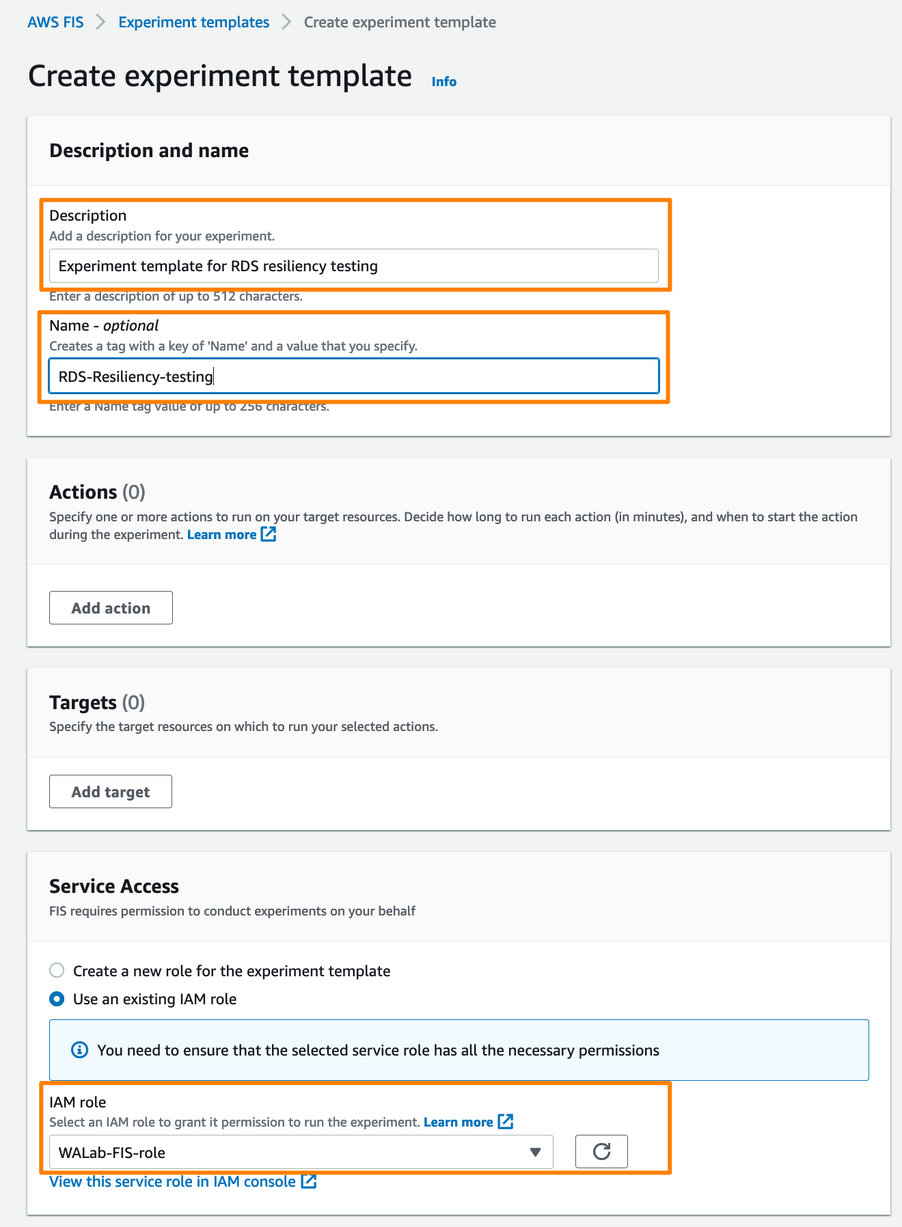 AWS FIS > Experiment templates > Create experiment template
Create experiment template Info
Description and name
Description
Add a description for your experiment.
Experiment template for RDS resiliency testing
Enter a description of up to 512 characters.
Name - optional
Creates a tag with a key of 'Name' and a value that you specify.
RDS-Resiliency-testing
Enter a Name tag value of up to 256 characters.
Actions (0)
Specify one or more actions to run on your target resources. Decide how long to run each action (in minutes), and when to start the action
during the experiment. Learn more
Add action
Targets (0)
Specify the target resources on which to run your selected actions.
Add target
Service Access
FIS requires permission to conduct experiments on your behalf
Create a new role for the experiment template
Use an existing IAM role
You need to ensure that the selected service role has all the necessary permissions
IAM role
Select an IAM role to grant it permission to run the experiment. Learn more
WALab-FIS-role
View this service role in IAM console